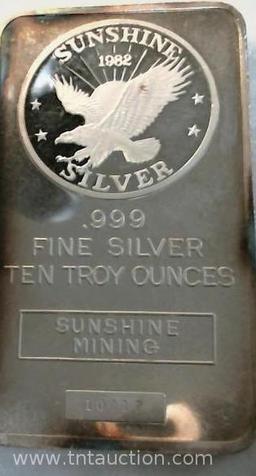 SUNSHINE
1982
SILVER
.999
FINE SILVER
TEN TROY OUNCES
SUNSHINE
MINING
www.tntauction.com